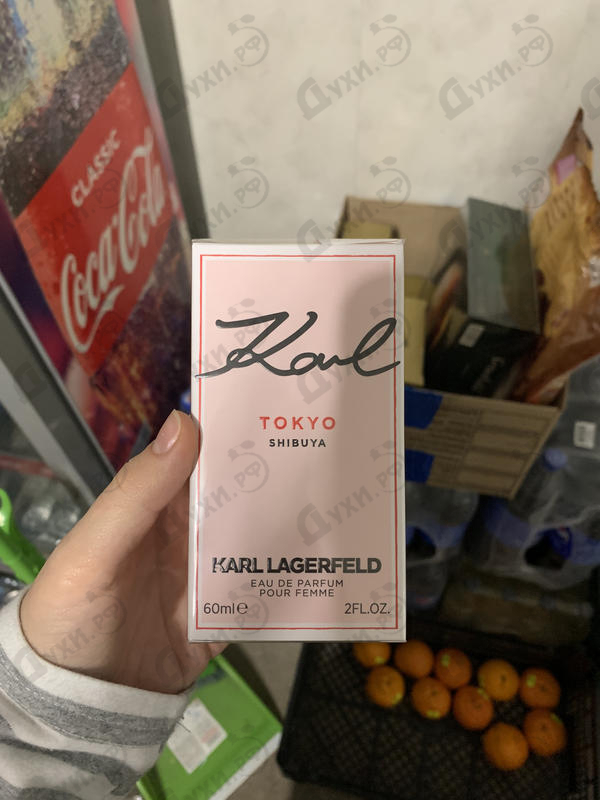 CLASSIC
Coca-Cola
Karl
TOKYO
SHIBUYA
KARL LAGERFELD
EAU DE PARFUM
POUR FEMME
60ml℮ 2FL.OZ.
Духи.РФ